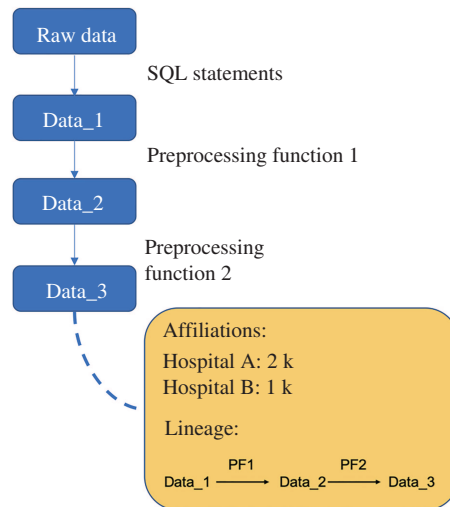 Raw data
SQL statements
Data_1
Preprocessing function 1
Data_2
Preprocessing
function 2
Data_3
Affiliations:
Hospital A: 2 k
Hospital B: 1 k
Lineage:
PF1 PF2
Data_1 Data_2 Data_3